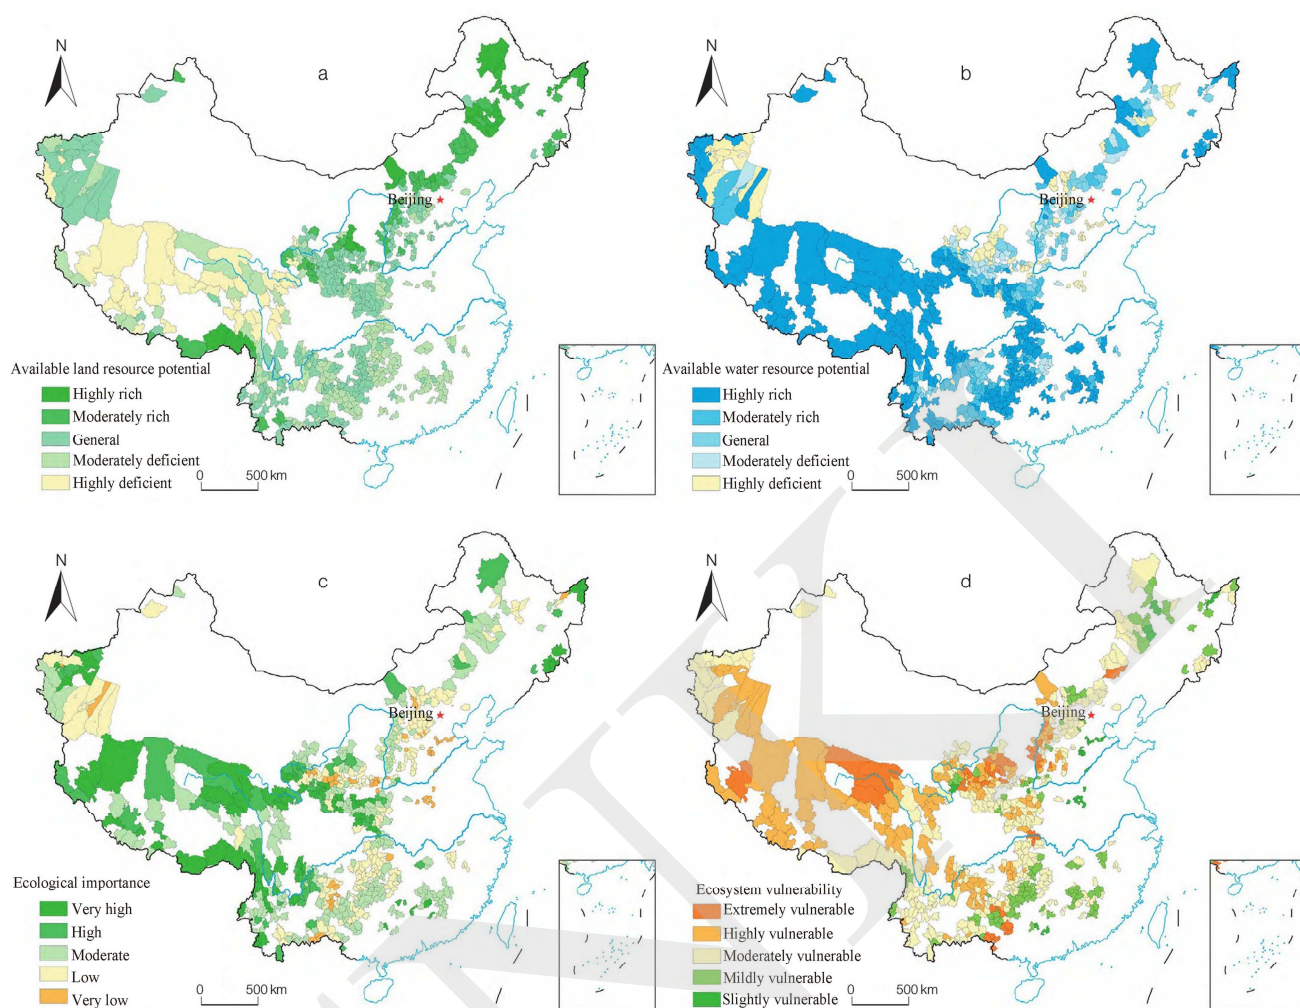 N
a
Beijing
Available land resource potential
Highly rich
Moderately rich
General
Moderately deficient
Highly deficient
0 500 km
N
b
Beijing
Available water resource potential
Highly rich
Moderately rich
General
Moderately deficient
Highly deficient
0 500 km
N
c
Beijing
Ecological importance
Very high
High
Moderate
Low
Very low
0 500 km
N
d
Beijing
Ecosystem vulnerability
Extremely vulnerable
Highly vulnerable
Moderately vulnerable
Mildly vulnerable
Slightly vulnerable
0 500 km